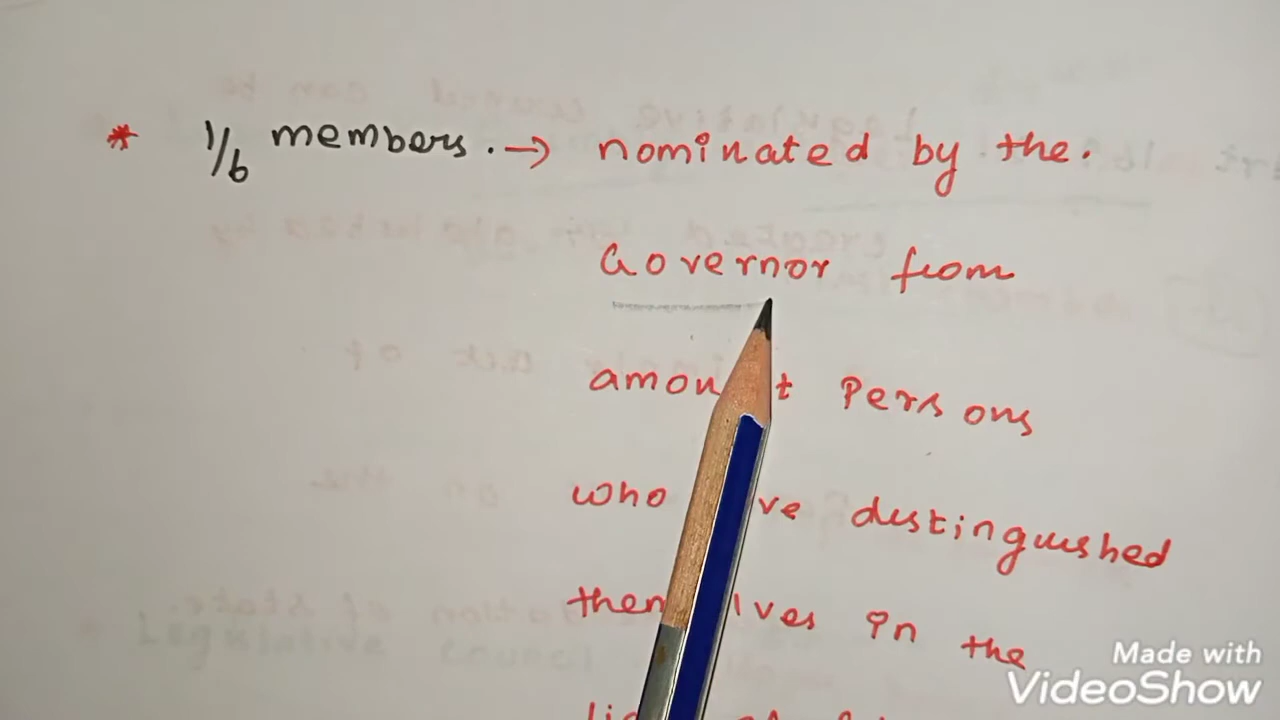 * 1/6 members. → nominated by the.
Governor from
amon t Persons
who ve distinguished
them lves in the
Made with
VideoShow